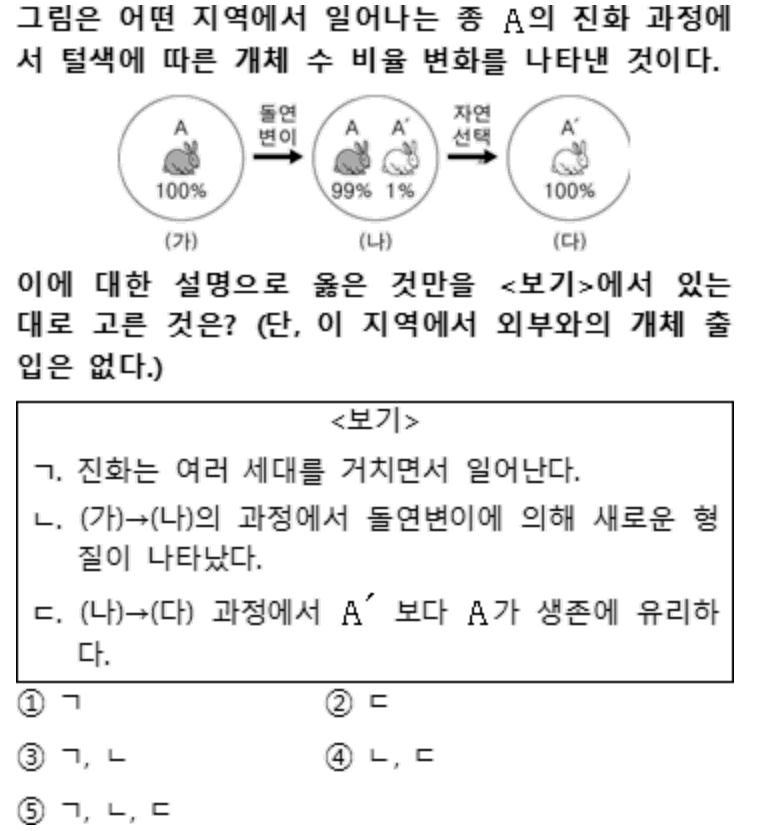 그림은 어떤 지역에서 일어나는 종 A의 진화 과정에
서 털색에 따른 개체 수 비율 변화를 나타낸 것이다.
A
100%
(가)
돌연
변이
A A′
99% 1%
(나)
자연
선택
A′
100%
(다)
이에 대한 설명으로 옳은 것만을 <보기>에서 있는
대로 고른 것은? (단, 이 지역에서 외부와의 개체 출
입은 없다.)
<보기>
ㄱ. 진화는 여러 세대를 거치면서 일어난다.
ㄴ. (가)→(나)의 과정에서 돌연변이에 의해 새로운 형
질이 나타났다.
ㄷ. (나)→(다) 과정에서 A′ 보다 A가 생존에 유리하
다.
① ㄱ ② ㄷ
③ ㄱ, ㄴ ④ ㄴ, ㄷ
⑤ ㄱ, ㄴ, ㄷ